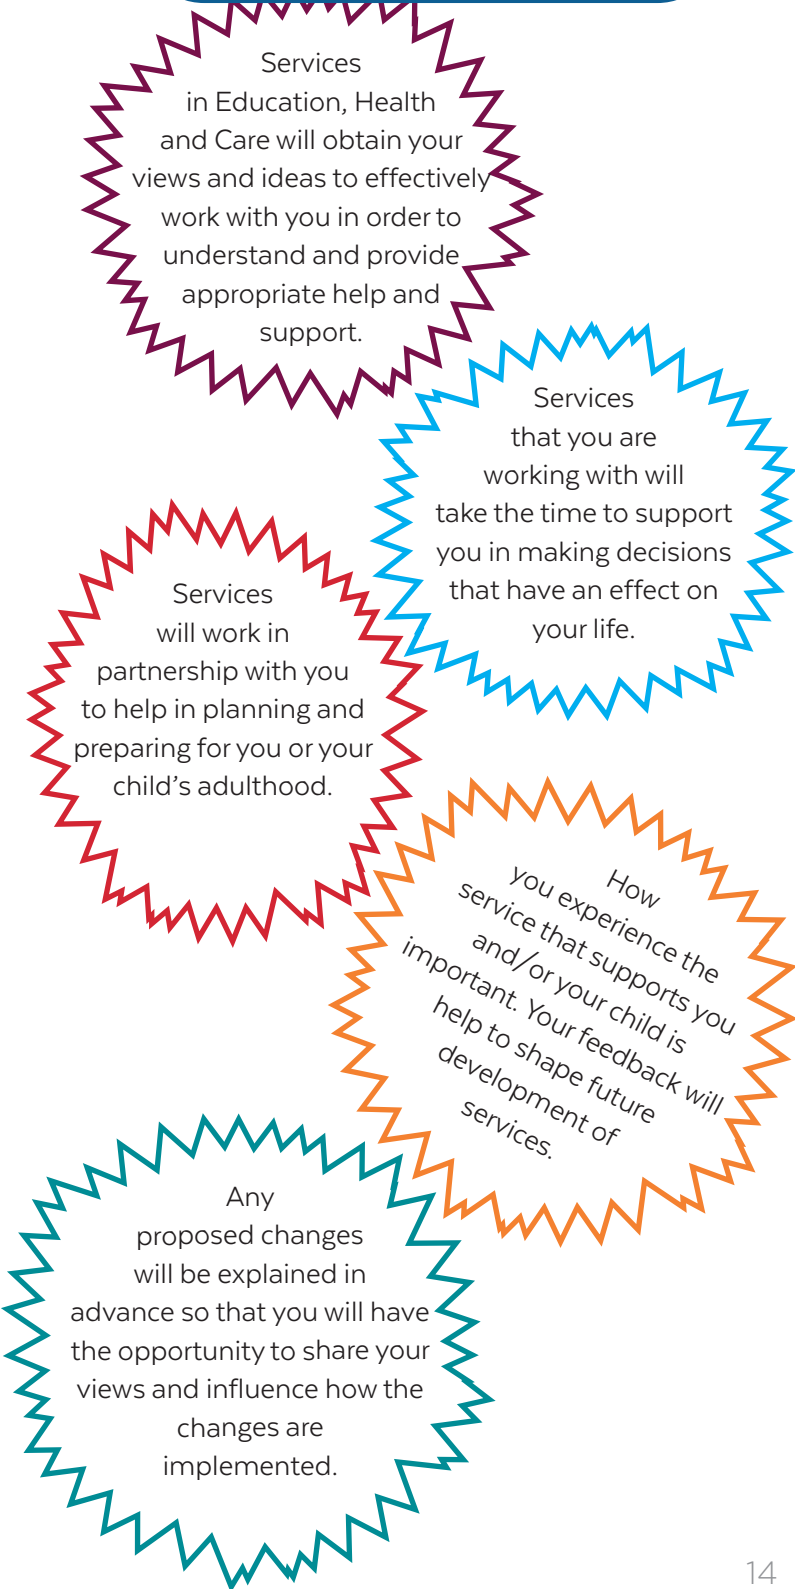 Services
in Education, Health
and Care will obtain your
views and ideas to effectively
work with you in order to
understand and provide
appropriate help and
support.
Services
that you are
working with will
take the time to support
you in making decisions
that have an effect on
your life.
Services
will work in
partnership with you
to help in planning and
preparing for you or your
child’s adulthood.
How
you experience the
service that supports you
and/or your child is
important. Your feedback will
help to shape future
development of
services.
Any
proposed changes
will be explained in
advance so that you will have
the opportunity to share your
views and influence how the
changes are
implemented.
14